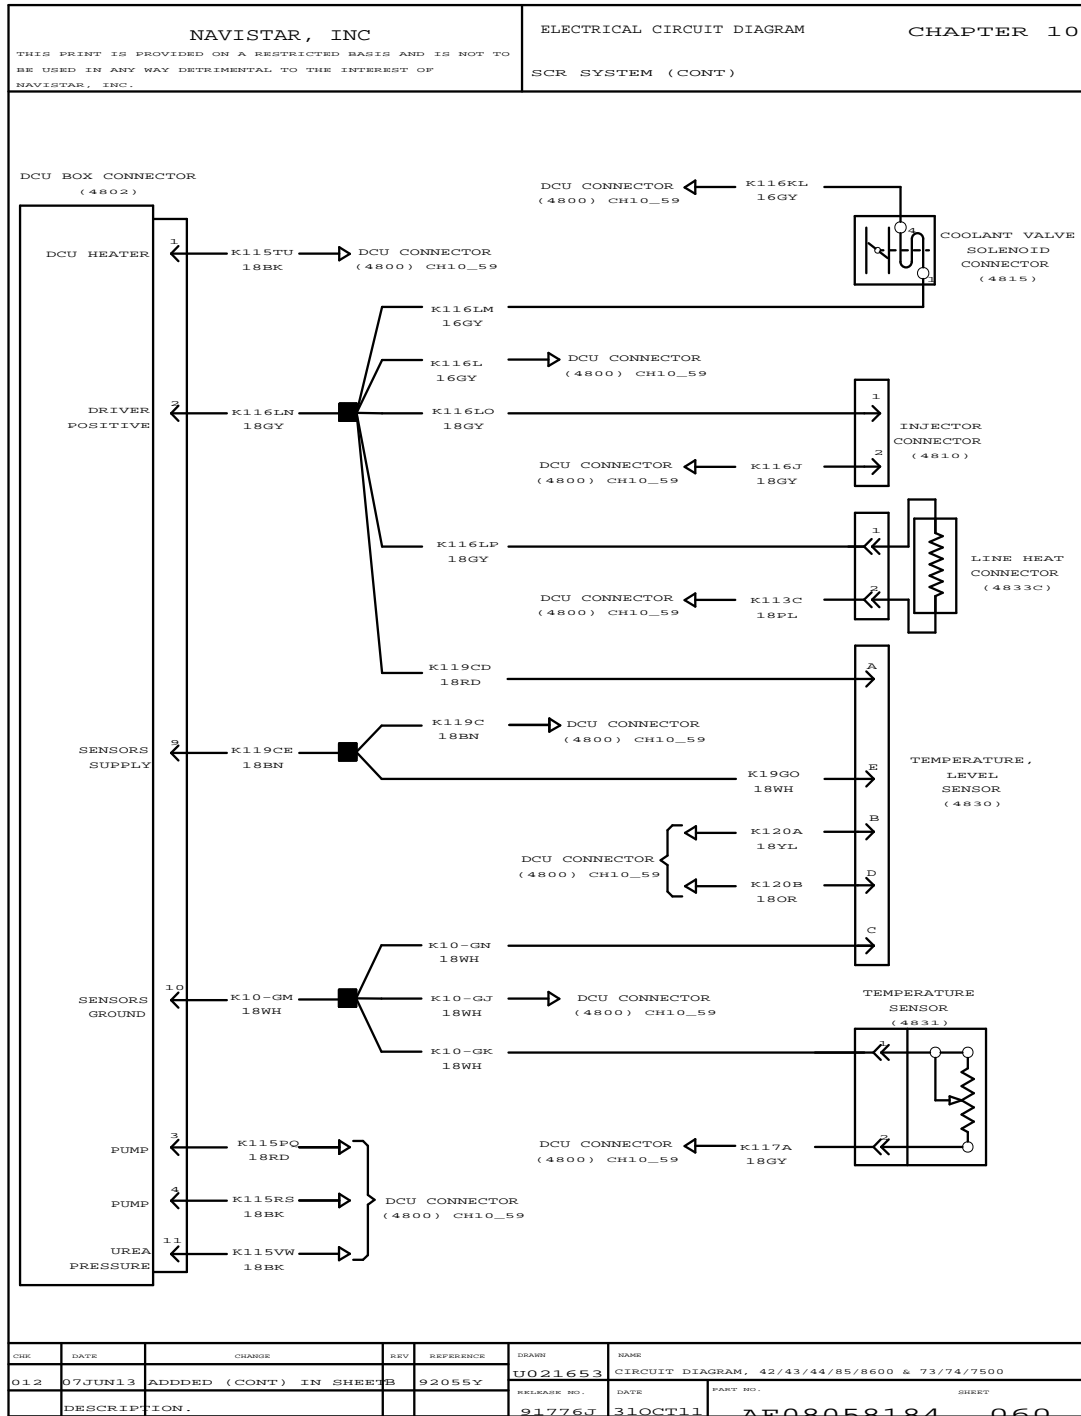 NAVISTAR, INC
THIS PRINT IS PROVIDED ON A RESTRICTED BASIS AND IS NOT TO
BE USED IN ANY WAY DETRIMENTAL TO THE INTEREST OF
NAVISTAR, INC.
ELECTRICAL CIRCUIT DIAGRAM
CHAPTER 10
SCR SYSTEM (CONT)
DCU BOX CONNECTOR
(4802)
DCU CONNECTOR
(4800) CH10_59
K116KL
16GY
4
1
COOLANT VALVE
SOLENOID
CONNECTOR
(4815)
DCU HEATER
1
K115TU
18BK
DCU CONNECTOR
(4800) CH10_59
K116LM
16GY
K116L
16GY
DCU CONNECTOR
(4800) CH10_59
DRIVER
POSITIVE
2
K116LN
18GY
K116LO
18GY
1
INJECTOR
CONNECTOR
(4810)
DCU CONNECTOR
(4800) CH10_59
K116J
18GY
2
K116LP
18GY
1
LINE HEAT
CONNECTOR
(4833C)
DCU CONNECTOR
(4800) CH10_59
K113C
18PL
2
K119CD
18RD
A
K119C
18BN
DCU CONNECTOR
(4800) CH10_59
SENSORS
SUPPLY
9
K119CE
18BN
K19GO
18WH
E
TEMPERATURE,
LEVEL
SENSOR
(4830)
K120A
18YL
B
DCU CONNECTOR
(4800) CH10_59
K120B
18OR
D
K10-GN
18WH
C
SENSORS
GROUND
10
K10-GM
18WH
K10-GJ
18WH
DCU CONNECTOR
(4800) CH10_59
TEMPERATURE
SENSOR
(4831)
K10-GK
18WH
1
PUMP
3
K115PQ
18RD
DCU CONNECTOR
(4800) CH10_59
K117A
18GY
2
PUMP
4
K115RS
18BK
DCU CONNECTOR
(4800) CH10_59
UREA
PRESSURE
11
K115VW
18BK
CHK DATE CHANGE REV REFERENCE DRAWN NAME
012 07JUN13 ADDDED (CONT) IN SHEET B 92055Y U021653 CIRCUIT DIAGRAM, 42/43/44/85/8600 & 73/74/7500
RELEASE NO. DATE PART NO. SHEET
DESCRIPTION. 91776J 31OCT11 AF08058184 060